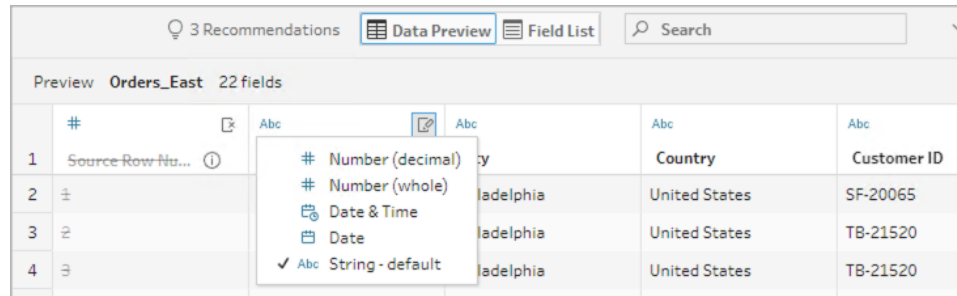 3 Recommendations Data Preview Field List Search
Preview Orders_East 22 fields
# Abc Abc Abc Abc
1 Source Row Nu... ty Country Customer ID
# Number (decimal)
# Number (whole)
2 1 ladelphia United States SF-20065
Date & Time
3 2 ladelphia United States TB-21520
Date
✓ Abc String - default
4 3 ladelphia United States TB-21520